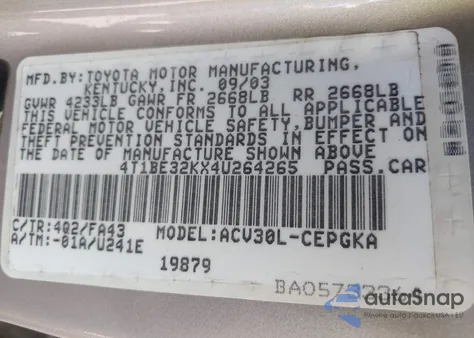 MFD.BY:TOYOTA MOTOR MANUFACTURING,
KENTUCKY,INC. 09/03
GVWR 4233LB GAWR FR 2668LB RR 2668LB
THIS VEHICLE CONFORMS TO ALL APPLICABLE
FEDERAL MOTOR VEHICLE SAFETY,BUMPER AND
THEFT PREVENTION STANDARDS IN EFFECT ON
THE DATE OF MANUFACTURE SHOWN ABOVE
4T1BE32KX4U264265 PASS.CAR
C/TR:4Q2/FA43 MODEL:ACV30L-CEPGKA
A/TM:-01A/U241E
19879
autoSnap